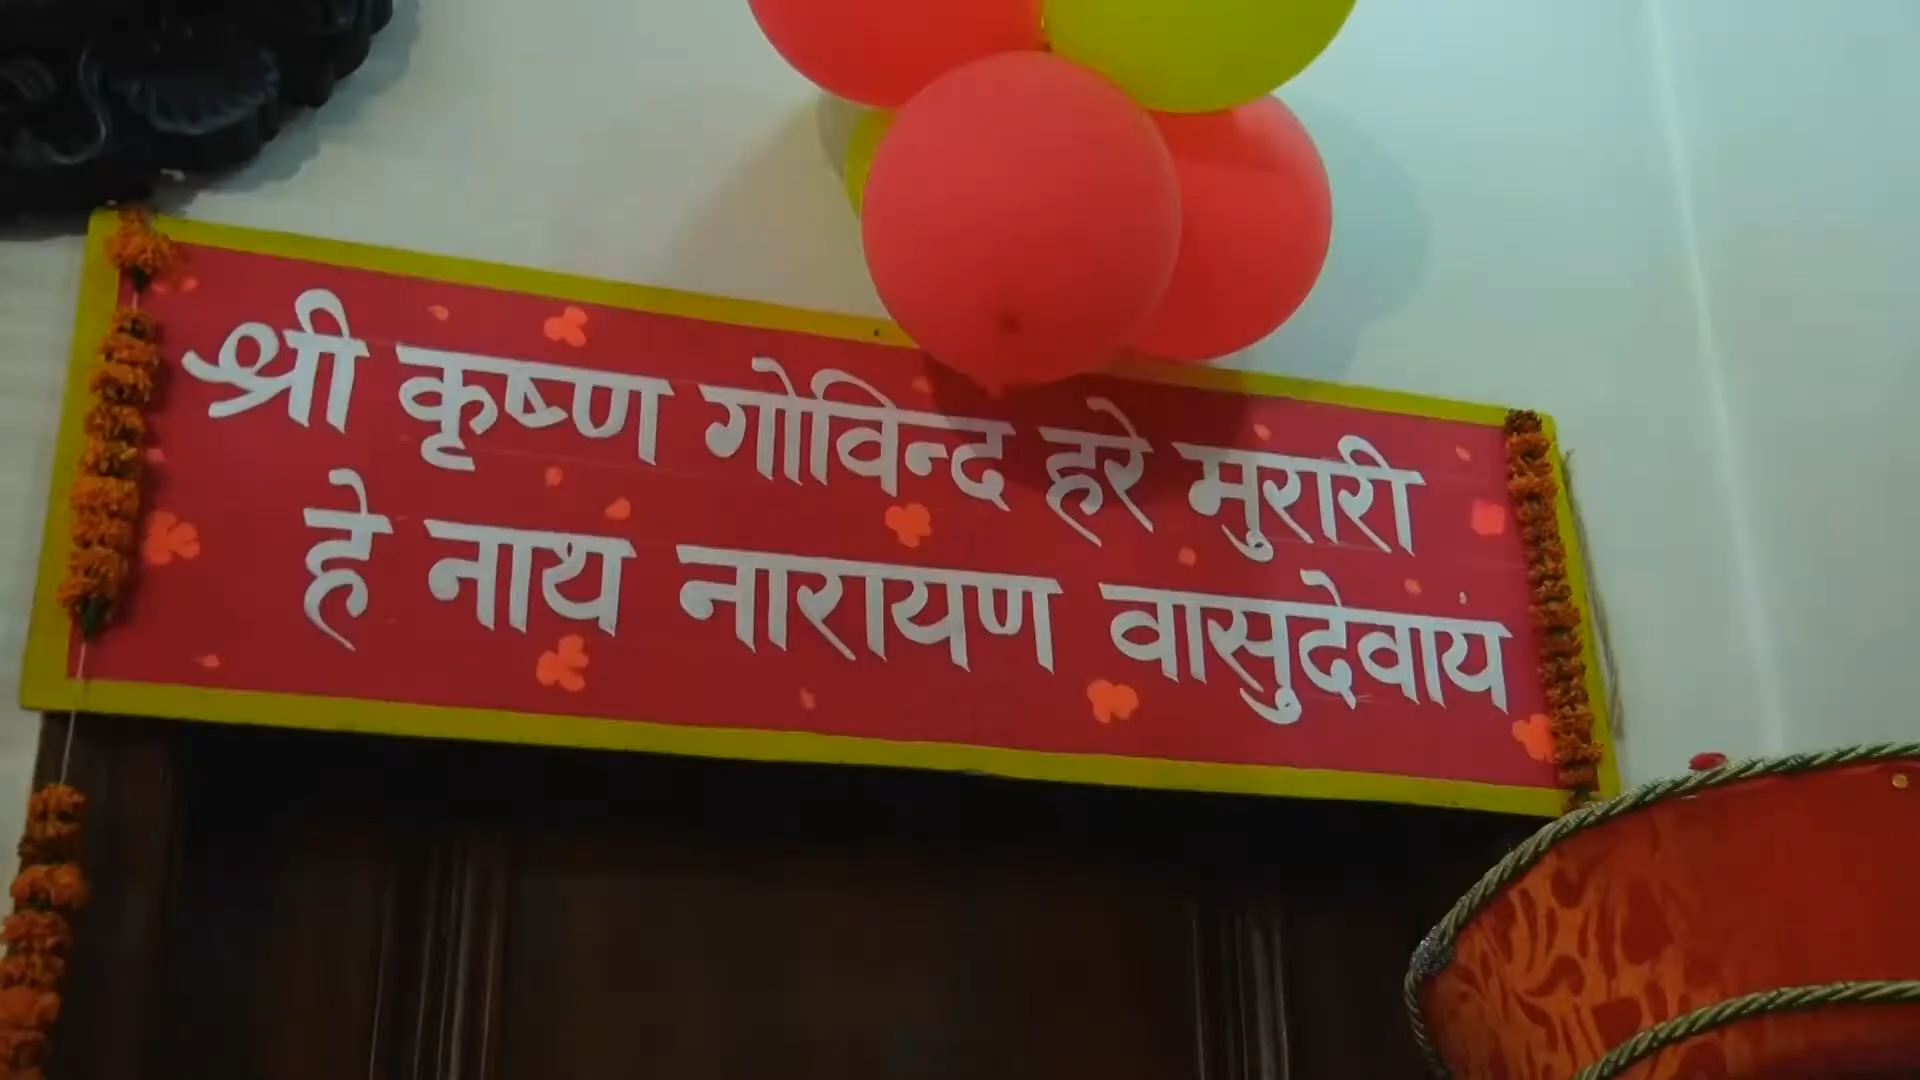 श्री कृष्ण गोविन्द हरे मुरारी
हे नाथ नारायण वासुदेवाय